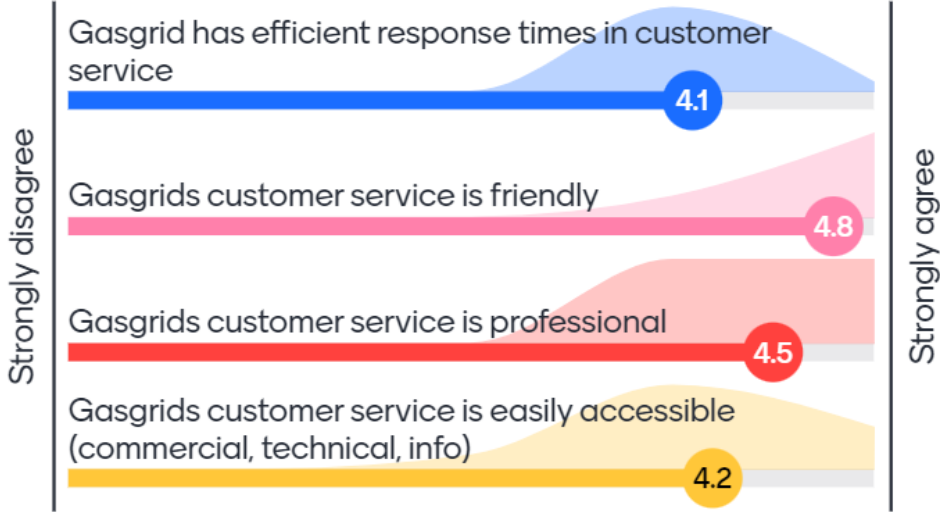 Strongly disagree
Gasgrid has efficient response times in customer
service
4.1
Gasgrids customer service is friendly
4.8
Gasgrids customer service is professional
4.5
Gasgrids customer service is easily accessible
(commercial, technical, info)
4.2
Strongly agree